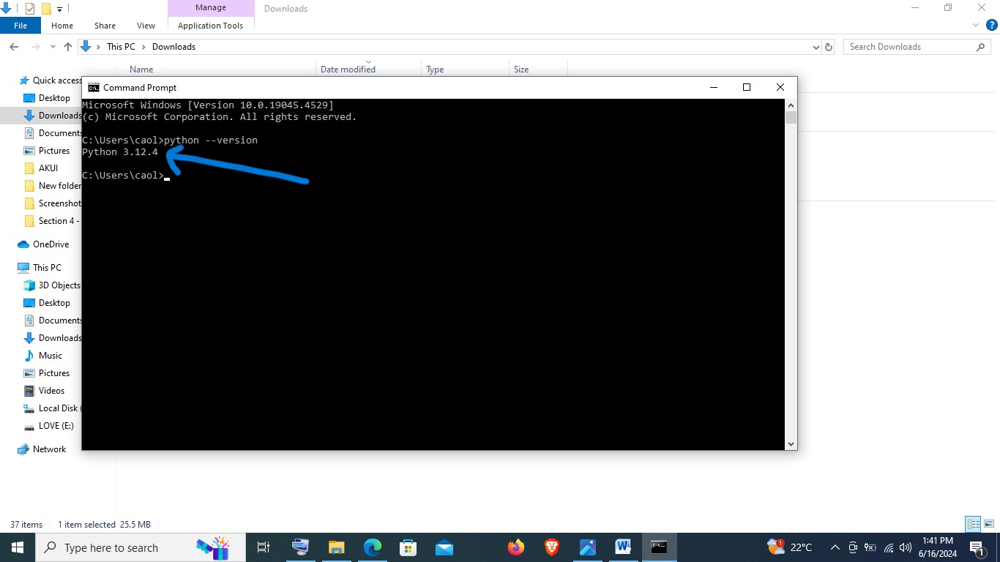 Manage
Downloads
File
Home
Share
View
Application Tools
This PC
Downloads
Search Downloads
Name
Date modified
Type
Size
Quick access
Desktop
Downloads
Documents
Pictures
AKUI
New folder
Screenshot
Section 4 -
OneDrive
This PC
3D Objects
Desktop
Documents
Downloads
Music
Pictures
Videos
Local Disk (
LOVE (E:)
Network
Command Prompt
Microsoft Windows [Version 10.0.19045.4529]
(c) Microsoft Corporation. All rights reserved.
C:\Users\caol>python --version
Python 3.12.4
C:\Users\caol>
37 items
1 item selected 25.5 MB
Type here to search
22°C
1:41 PM
6/16/2024